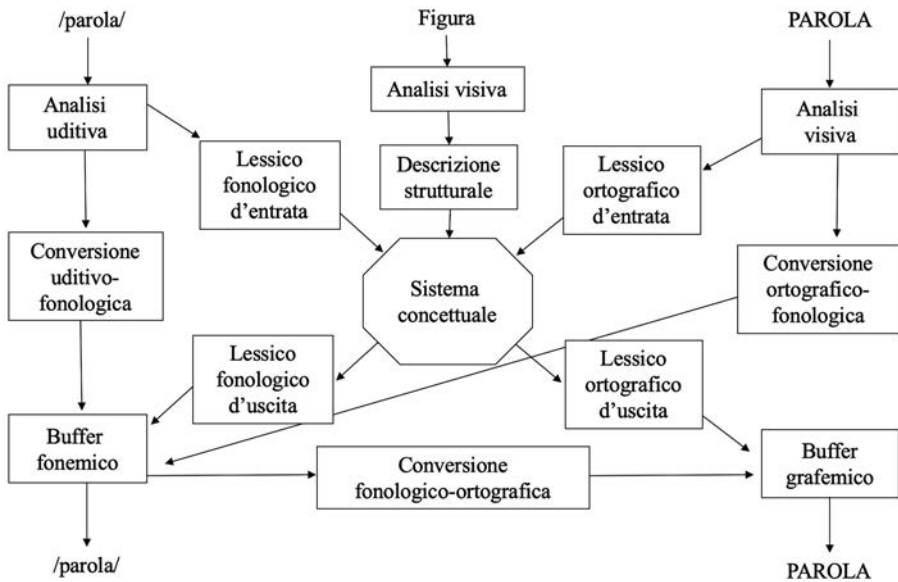 /parola/
Figura
PAROLA
Analisi
uditiva
Analisi visiva
Analisi
visiva
Lessico
fonologico
d'entrata
Descrizione
strutturale
Lessico
ortografico
d'entrata
Conversione
uditivo-
fonologica
Sistema
concettuale
Conversione
ortografico-
fonologica
Lessico
fonologico
d'uscita
Lessico
ortografico
d'uscita
Buffer
fonemico
Conversione
fonologico-ortografica
Buffer
grafemico
/parola/
PAROLA